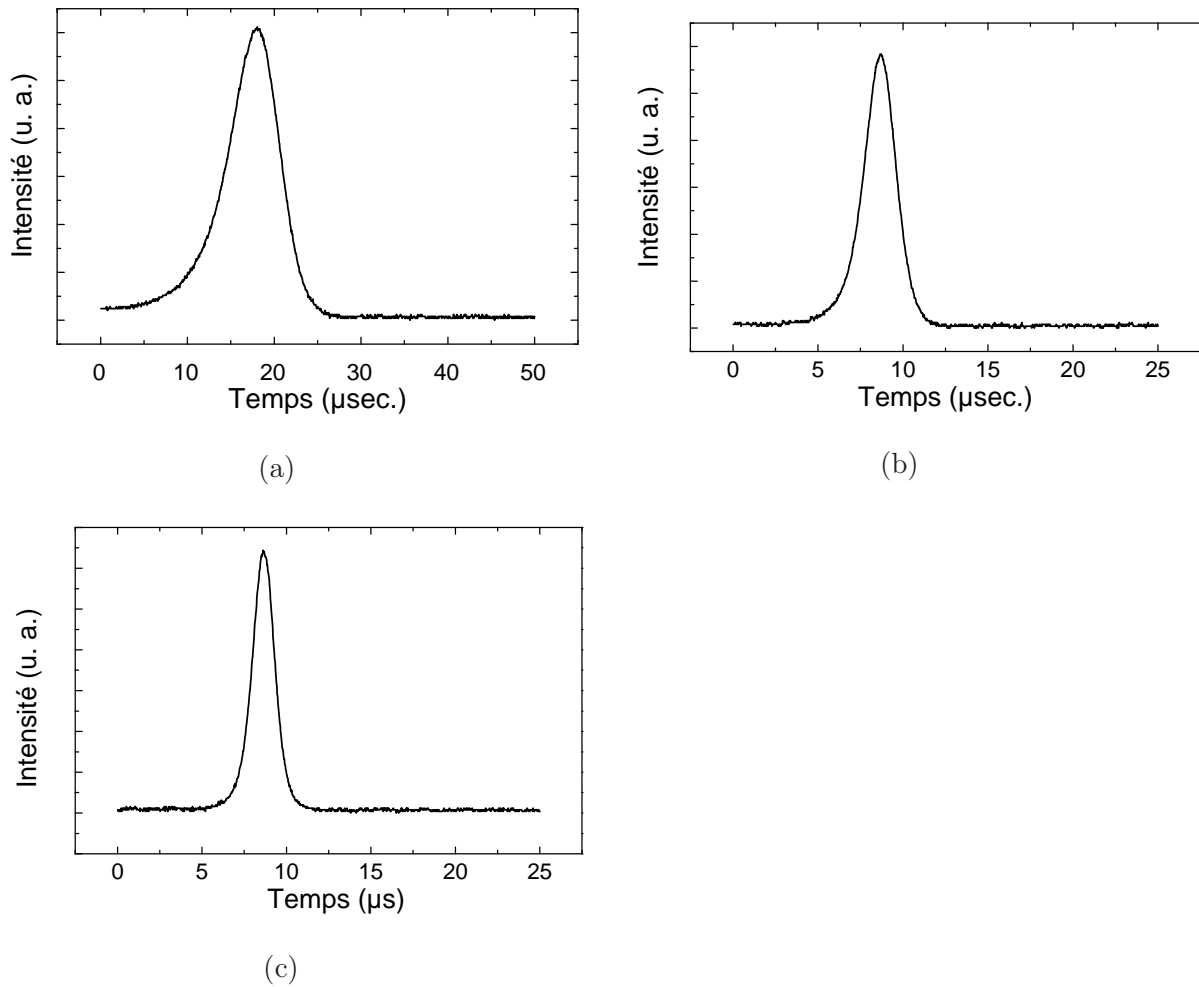 Intensité (u. a.)
0 10 20 30 40 50
Temps (µsec.)
(a)
Intensité (u. a.)
0 5 10 15 20 25
Temps (µsec.)
(b)
Intensité (u. a.)
0 5 10 15 20 25
Temps (µs)
(c)